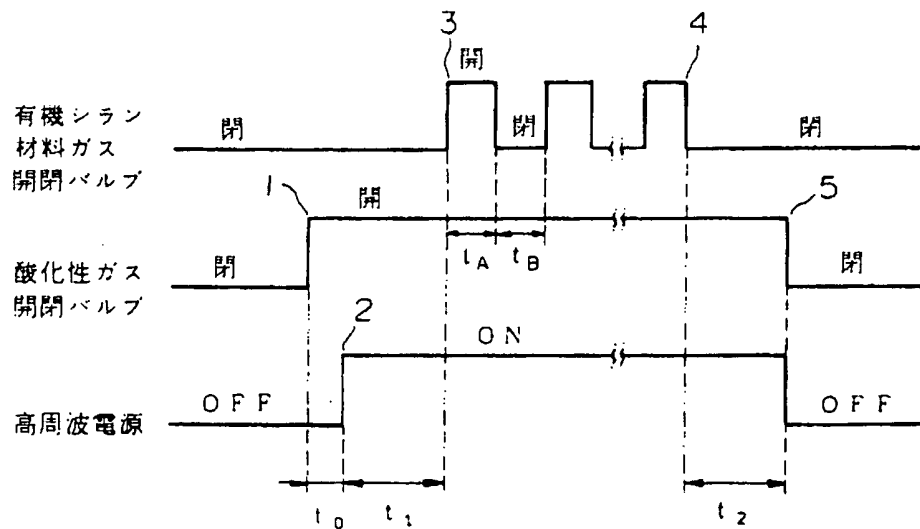 3 4
開
有機シラン
材料ガス
開閉バルブ
閉 閉 閉
1 開 5
t_A t_B
酸化性ガス
開閉バルブ
閉 閉
2
ON
高周波電源
OFF OFF
t_0 t_1 t_2